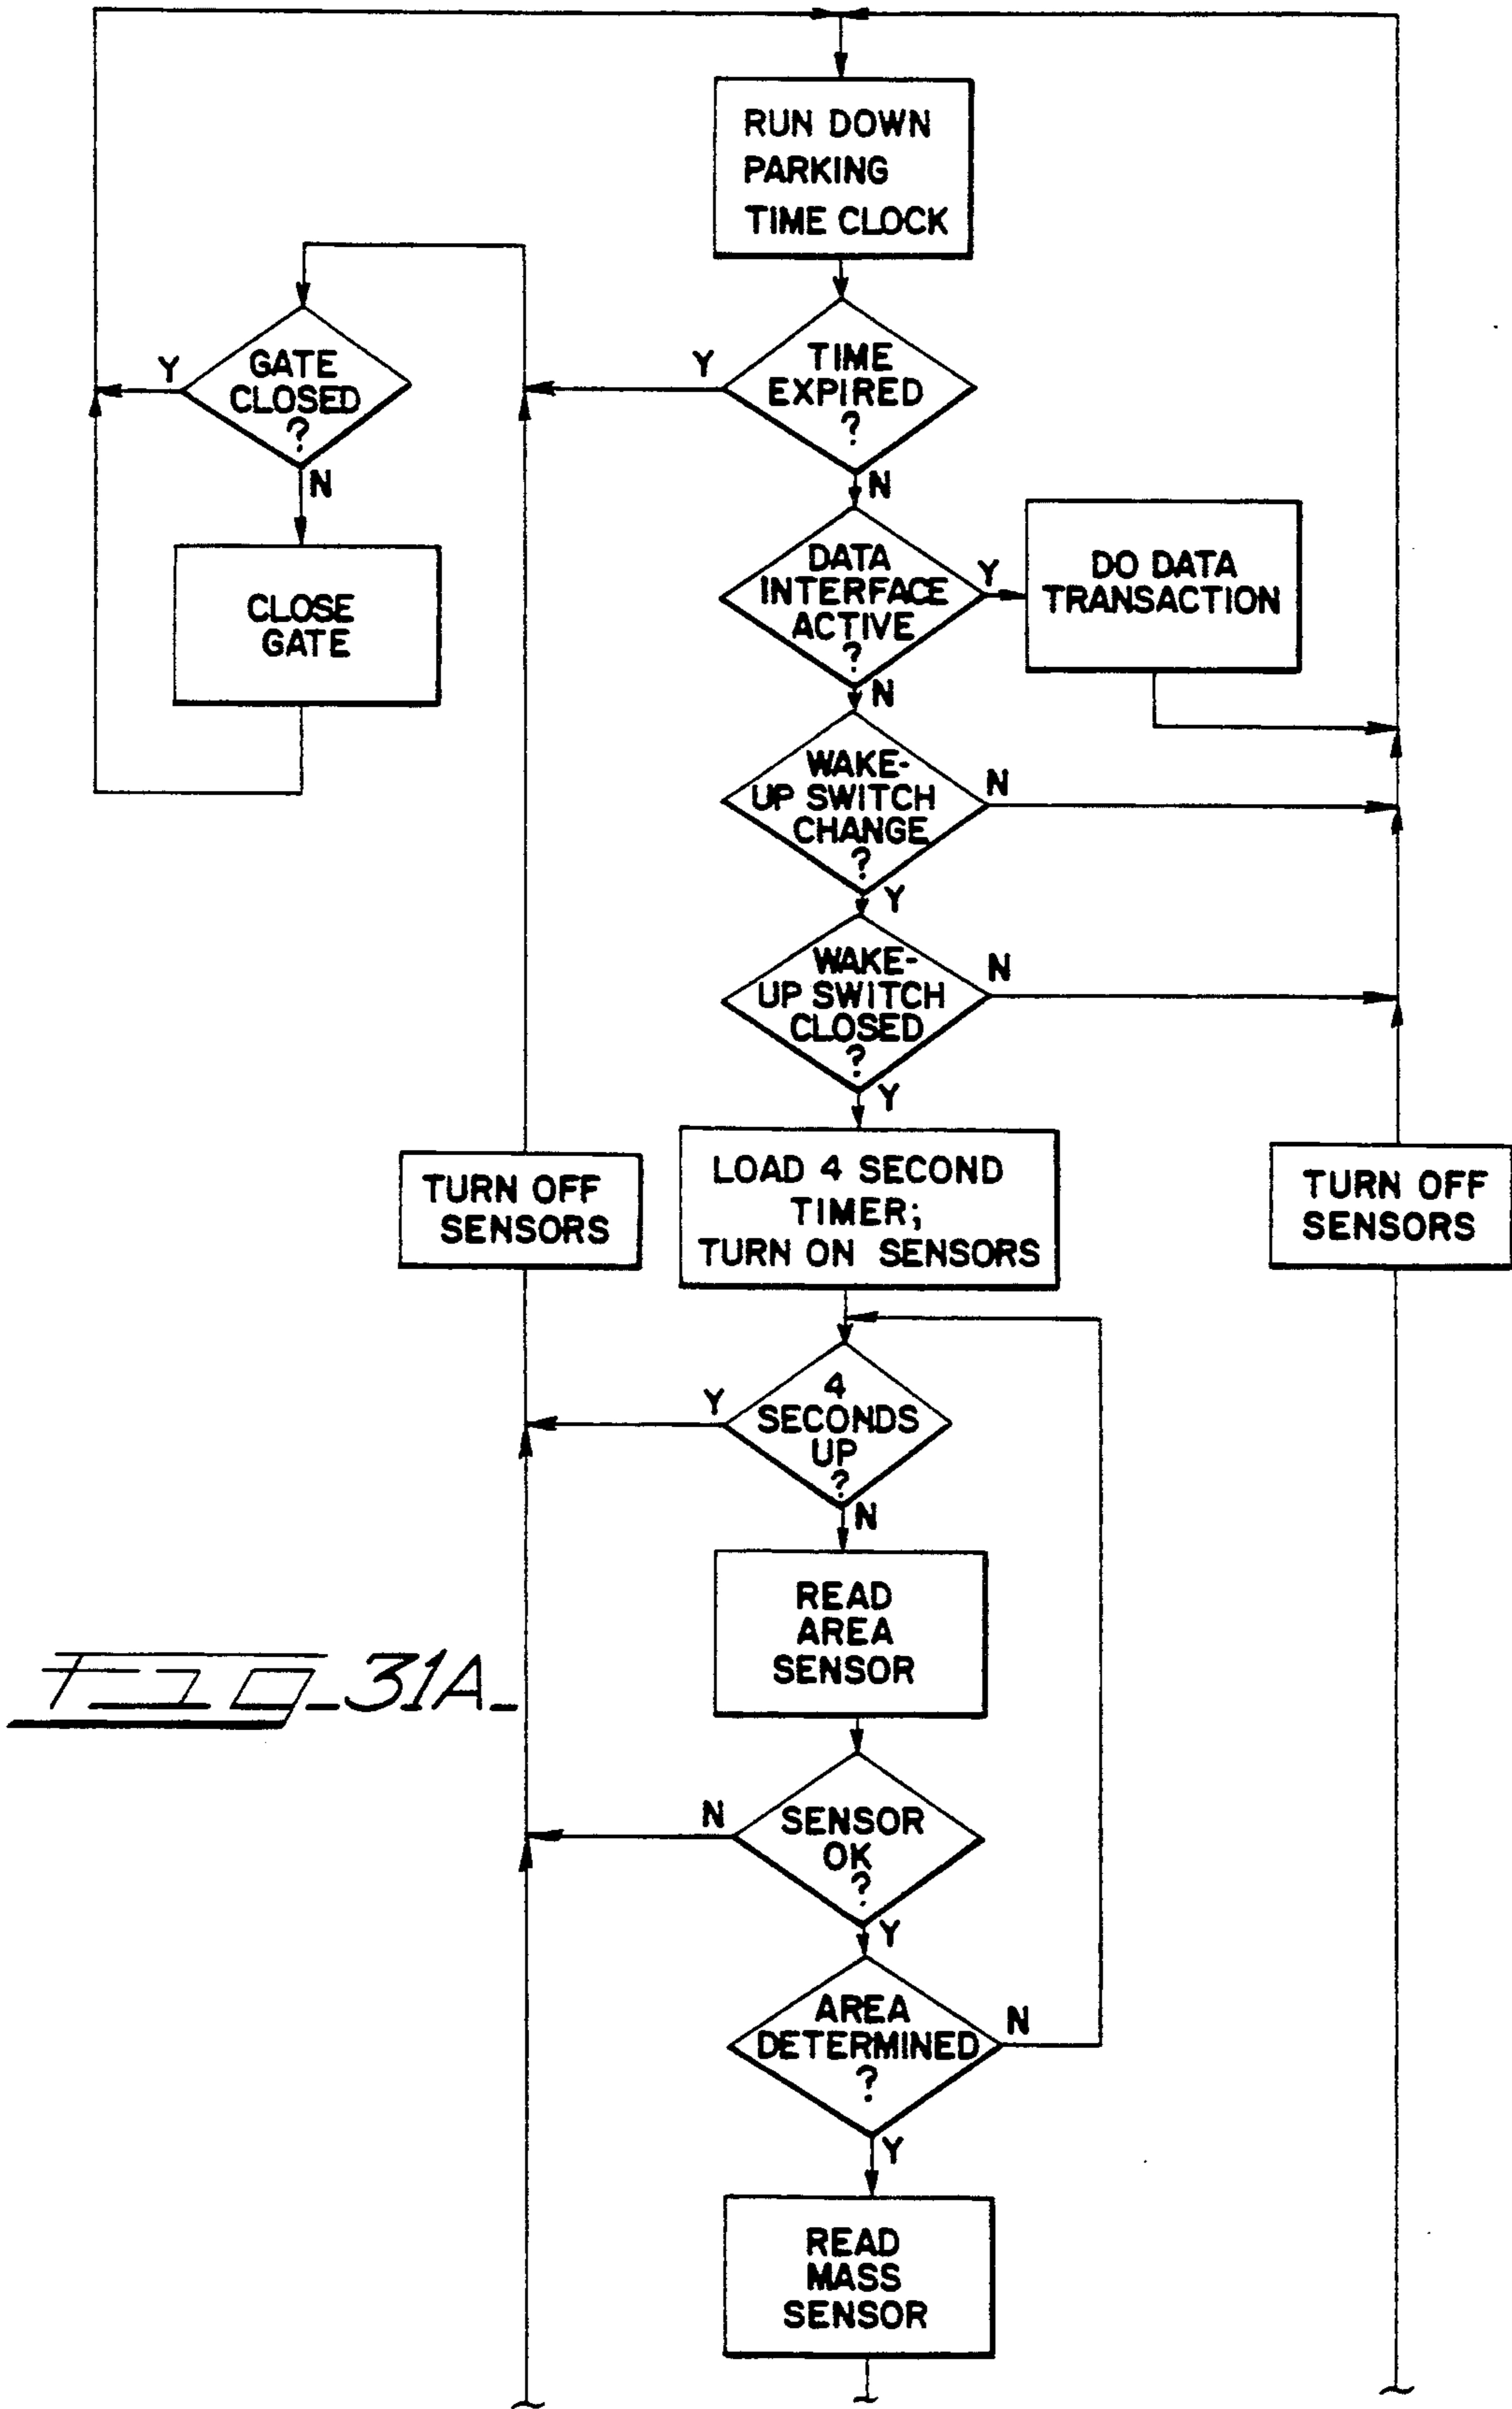 RUN DOWN
PARKING
TIME CLOCK
GATE
CLOSED
?
Y
N
CLOSE
GATE
TIME
EXPIRED
?
Y
N
DATA
INTERFACE
ACTIVE
?
Y
N
DO DATA
TRANSACTION
WAKE-
UP SWITCH
CHANGE
?
N
Y
WAKE-
UP SWITCH
CLOSED
?
N
Y
TURN OFF
SENSORS
LOAD 4 SECOND
TIMER;
TURN ON SENSORS
TURN OFF
SENSORS
4
SECONDS
UP
?
Y
N
READ
AREA
SENSOR
FIG. 31A.
SENSOR
OK
?
N
Y
AREA
DETERMINED
?
N
Y
READ
MASS
SENSOR